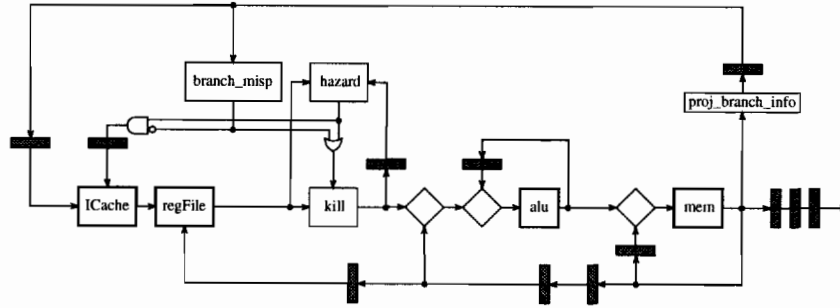 branch_misp
hazard
proj_branch_info
ICache
regFile
kill
alu
mem